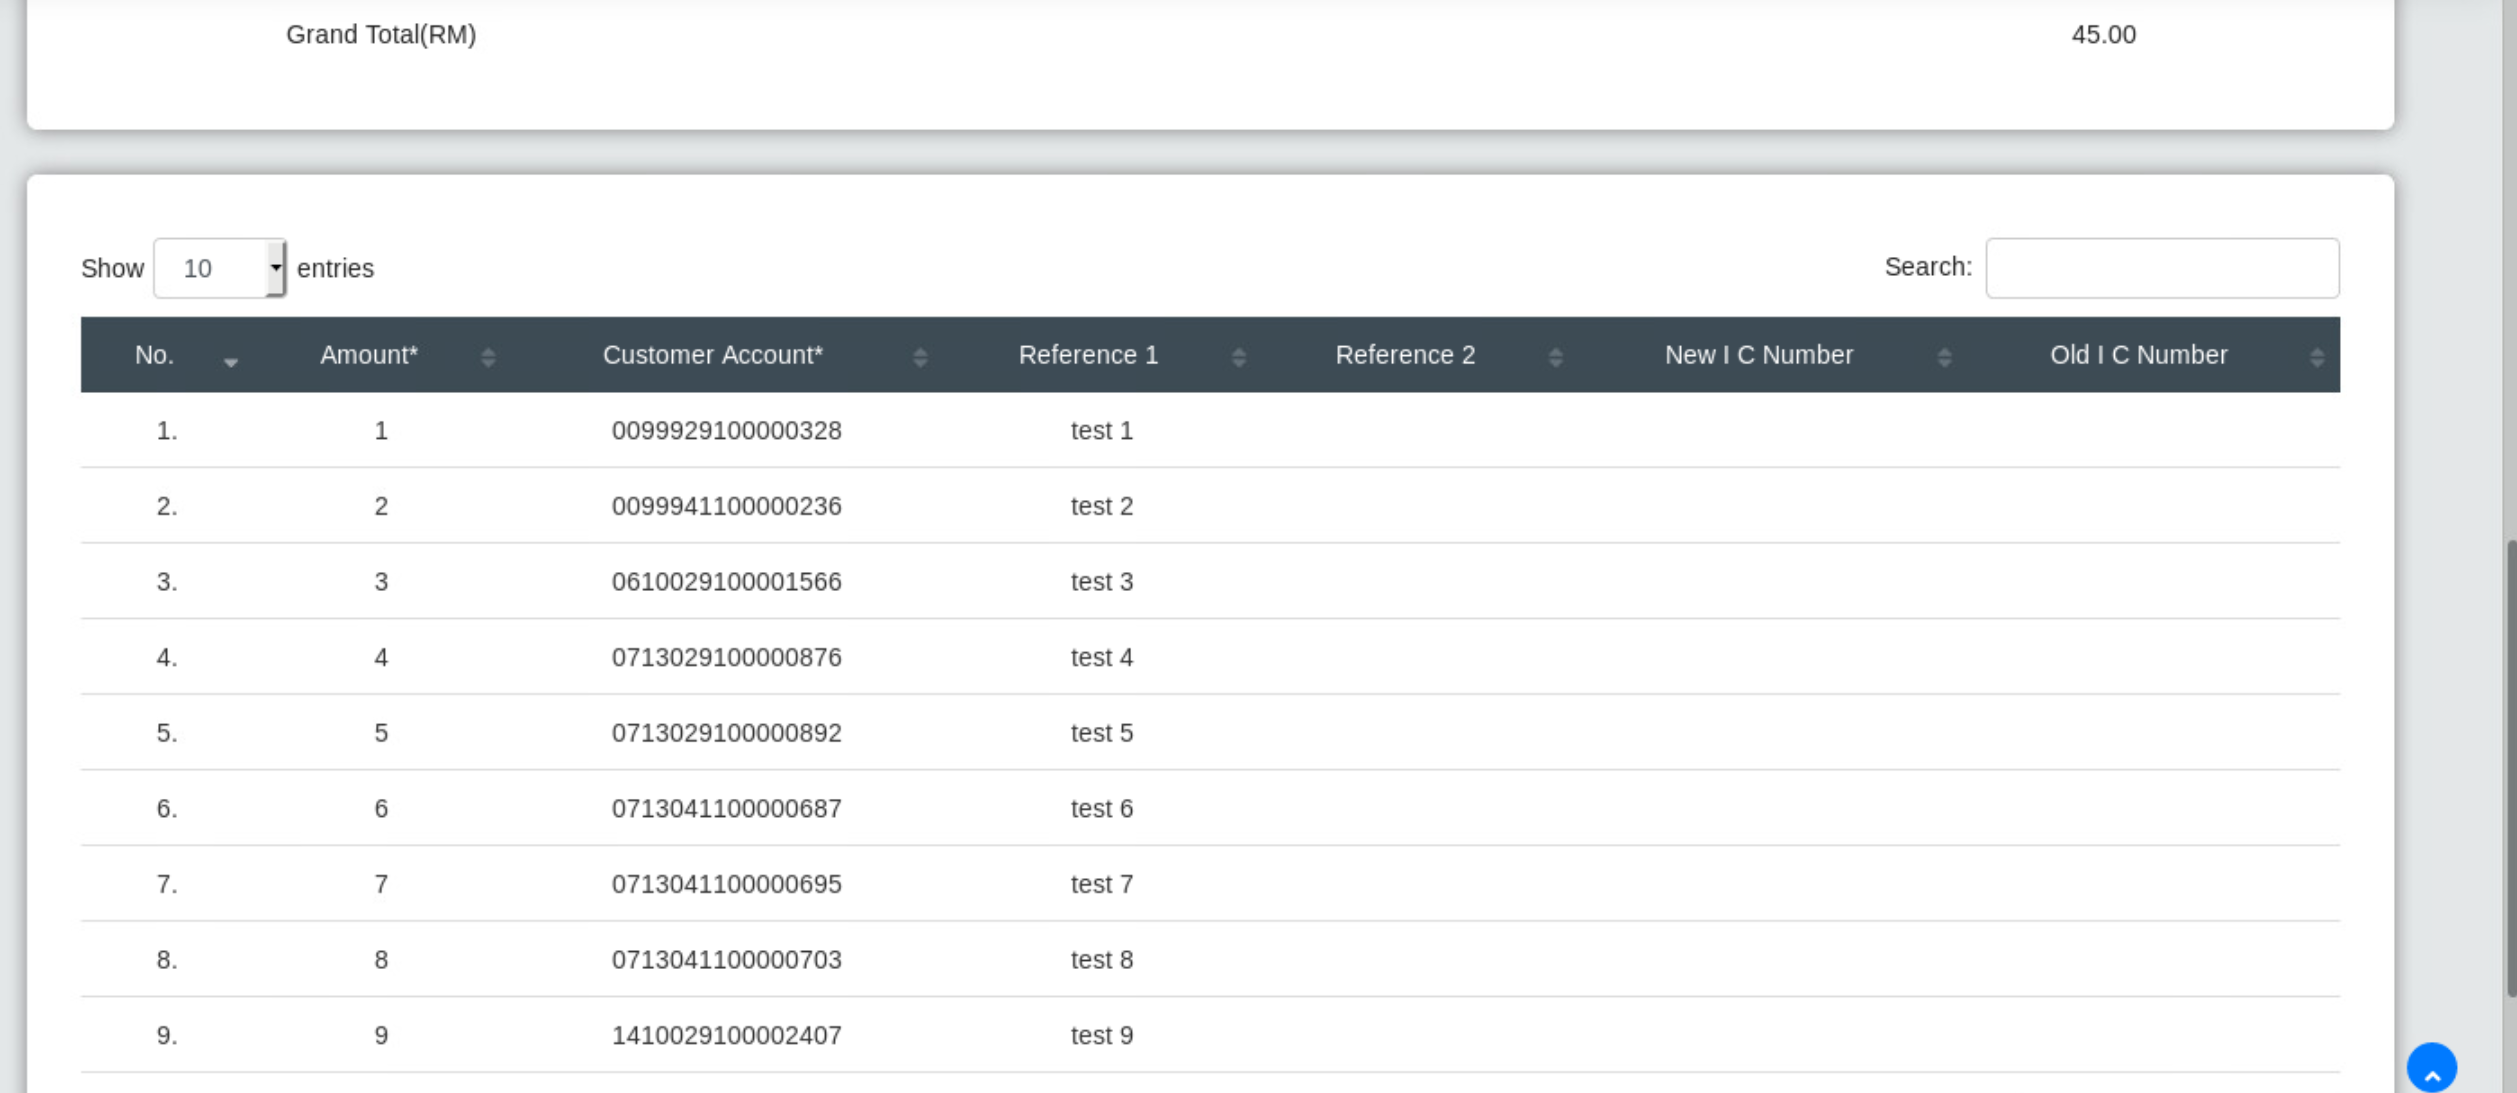 Grand Total(RM) 45.00
Show 10 entries Search:
No. Amount* Customer Account* Reference 1 Reference 2 New I C Number Old I C Number
1. 1 0099929100000328 test 1
2. 2 0099941100000236 test 2
3. 3 0610029100001566 test 3
4. 4 0713029100000876 test 4
5. 5 0713029100000892 test 5
6. 6 0713041100000687 test 6
7. 7 0713041100000695 test 7
8. 8 0713041100000703 test 8
9. 9 1410029100002407 test 9